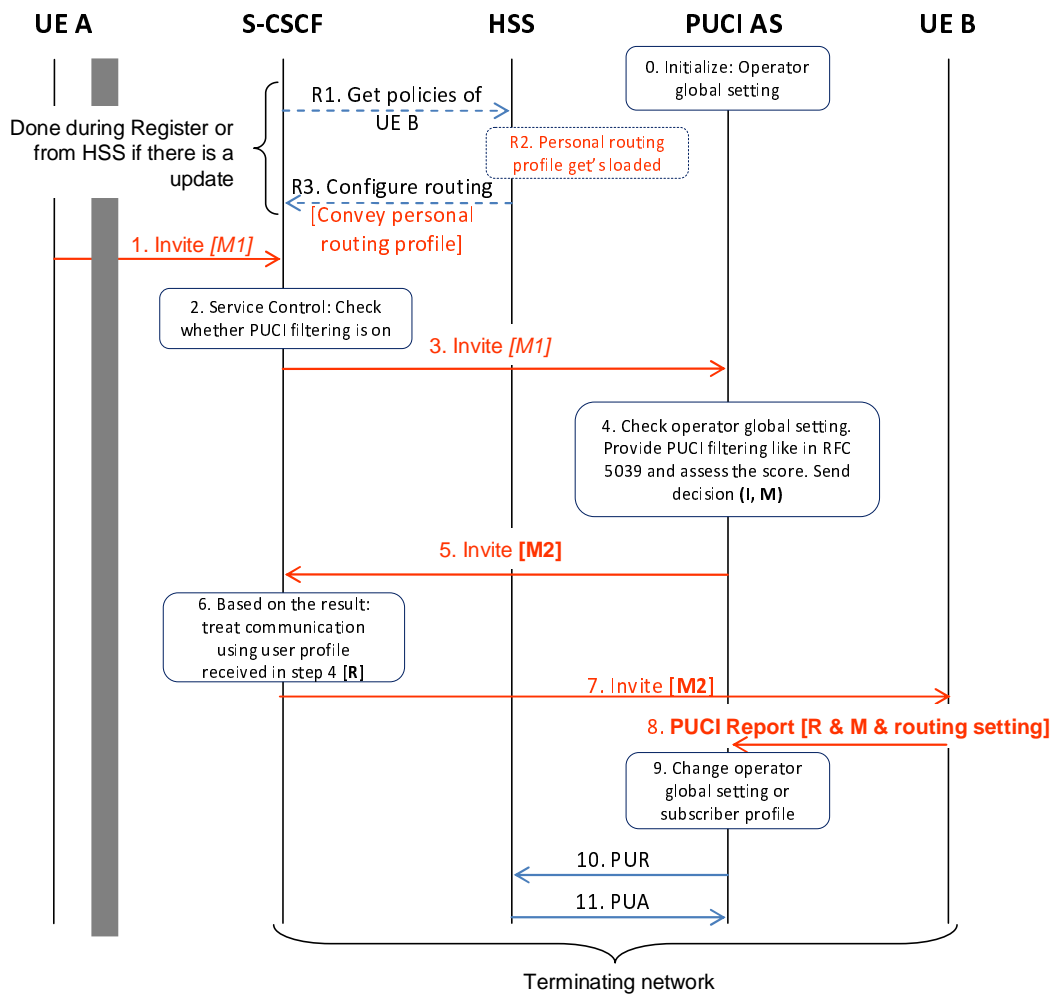 UE A
S-CSCF
HSS
PUCI AS
UE B
0. Initialize: Operator
global setting
R1. Get policies of
UE B
Done during Register or
from HSS if there is a
update
R2. Personal routing
profile get's loaded
R3. Configure routing
[Convey personal
routing profile]
1. Invite [M1]
2. Service Control: Check
whether PUCI filtering is on
3. Invite [M1]
4. Check operator global setting.
Provide PUCI filtering like in RFC
5039 and assess the score. Send
decision (I, M)
5. Invite [M2]
6. Based on the result:
treat communication
using user profile
received in step 4 [R]
7. Invite [M2]
8. PUCI Report [R & M & routing setting]
9. Change operator
global setting or
subscriber profile
10. PUR
11. PUA
Terminating network